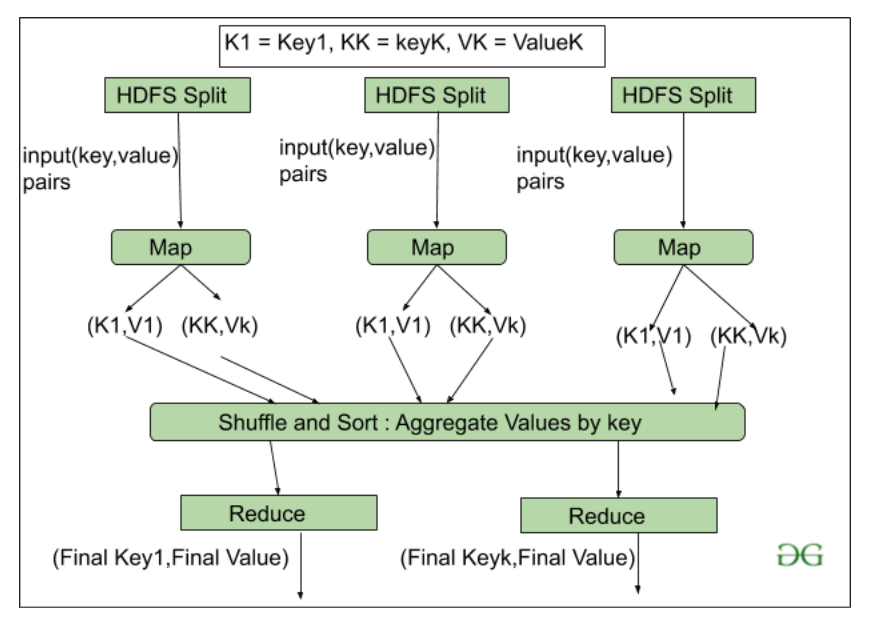 K1 = Key1, KK = keyK, VK = ValueK
HDFS Split
HDFS Split
HDFS Split
input(key,value)
pairs
input(key,value)
pairs
input(key,value)
pairs
Map
Map
Map
(K1,V1) (KK,Vk)
(K1,V1) (KK,Vk)
(K1,V1) (KK,Vk)
Shuffle and Sort : Aggregate Values by key
Reduce
Reduce
(Final Key1,Final Value)
(Final Keyk,Final Value)